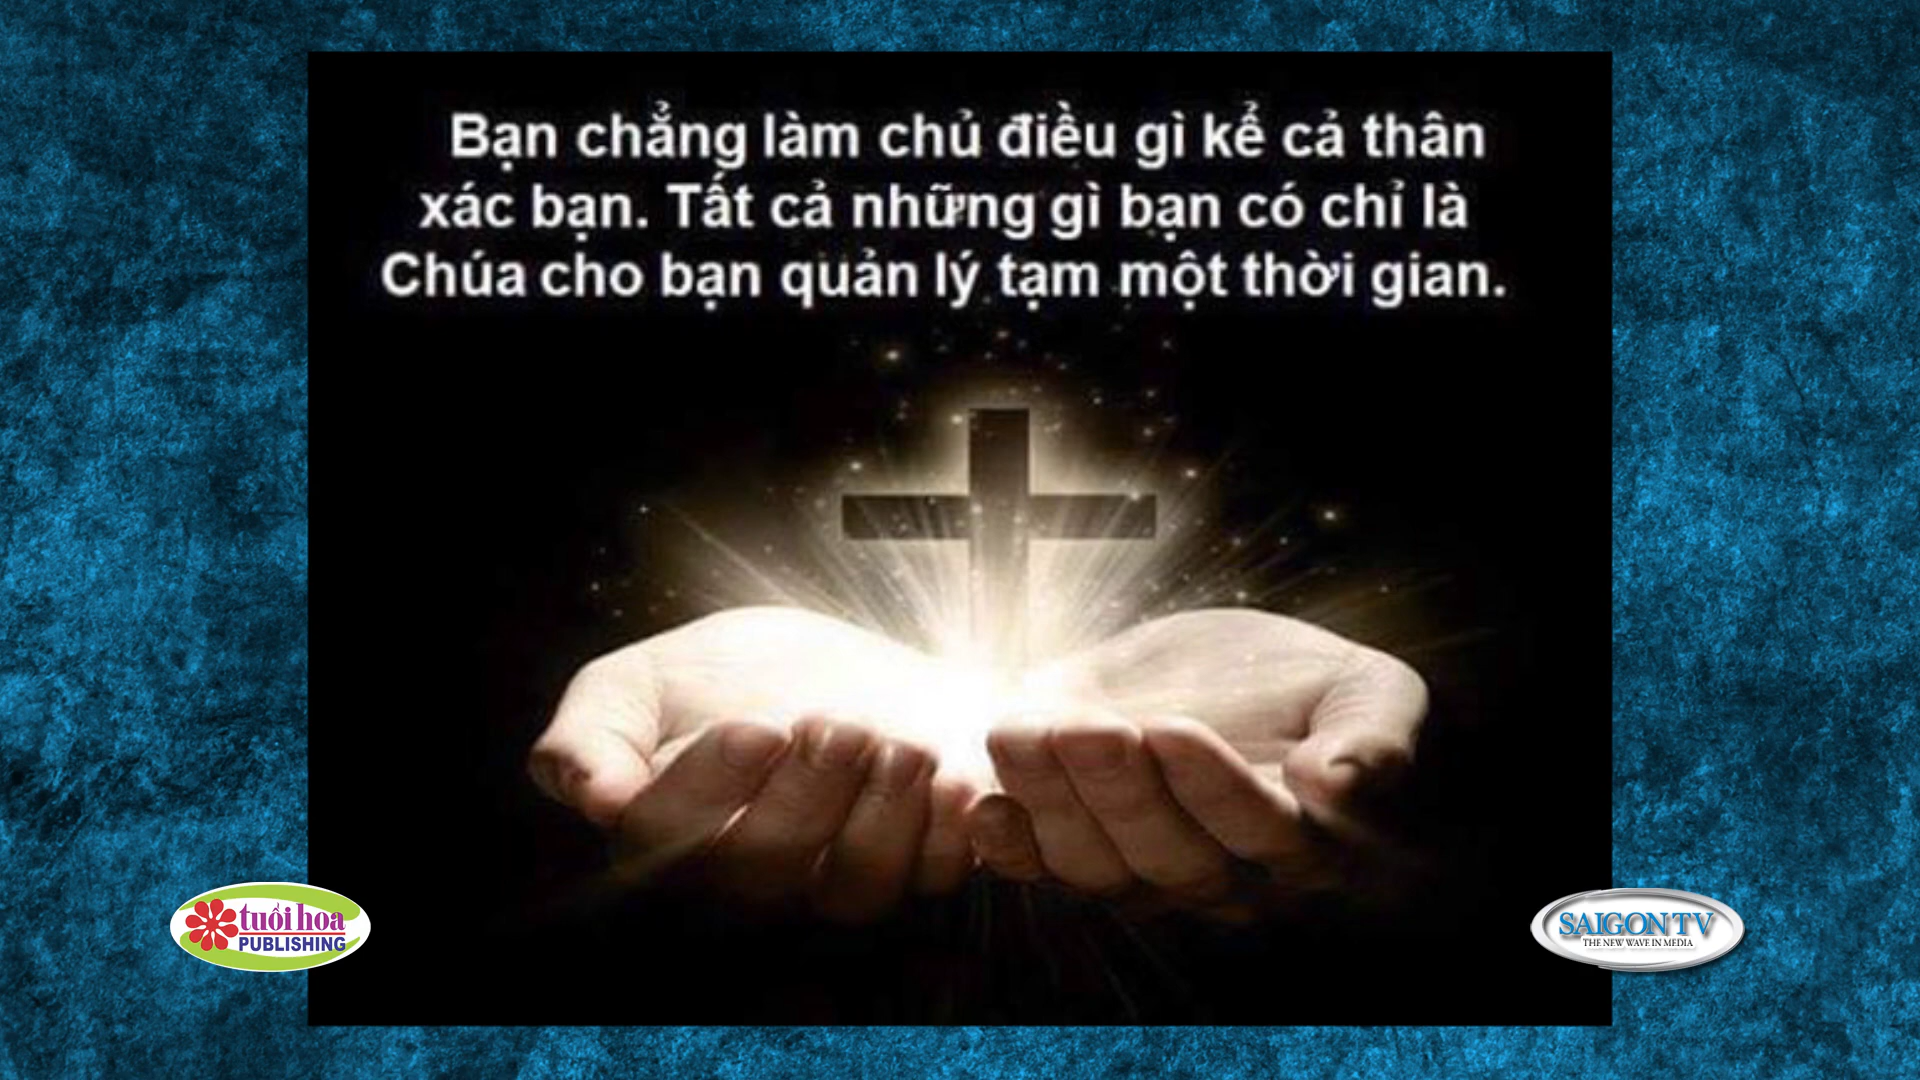 Bạn chẳng làm chủ điều gì kể cả thân
xác bạn. Tất cả những gì bạn có chỉ là
Chúa cho bạn quản lý tạm một thời gian.
tuổi hoa
PUBLISHING
SAIGON TV
THE NEW WAVE IN MEDIA